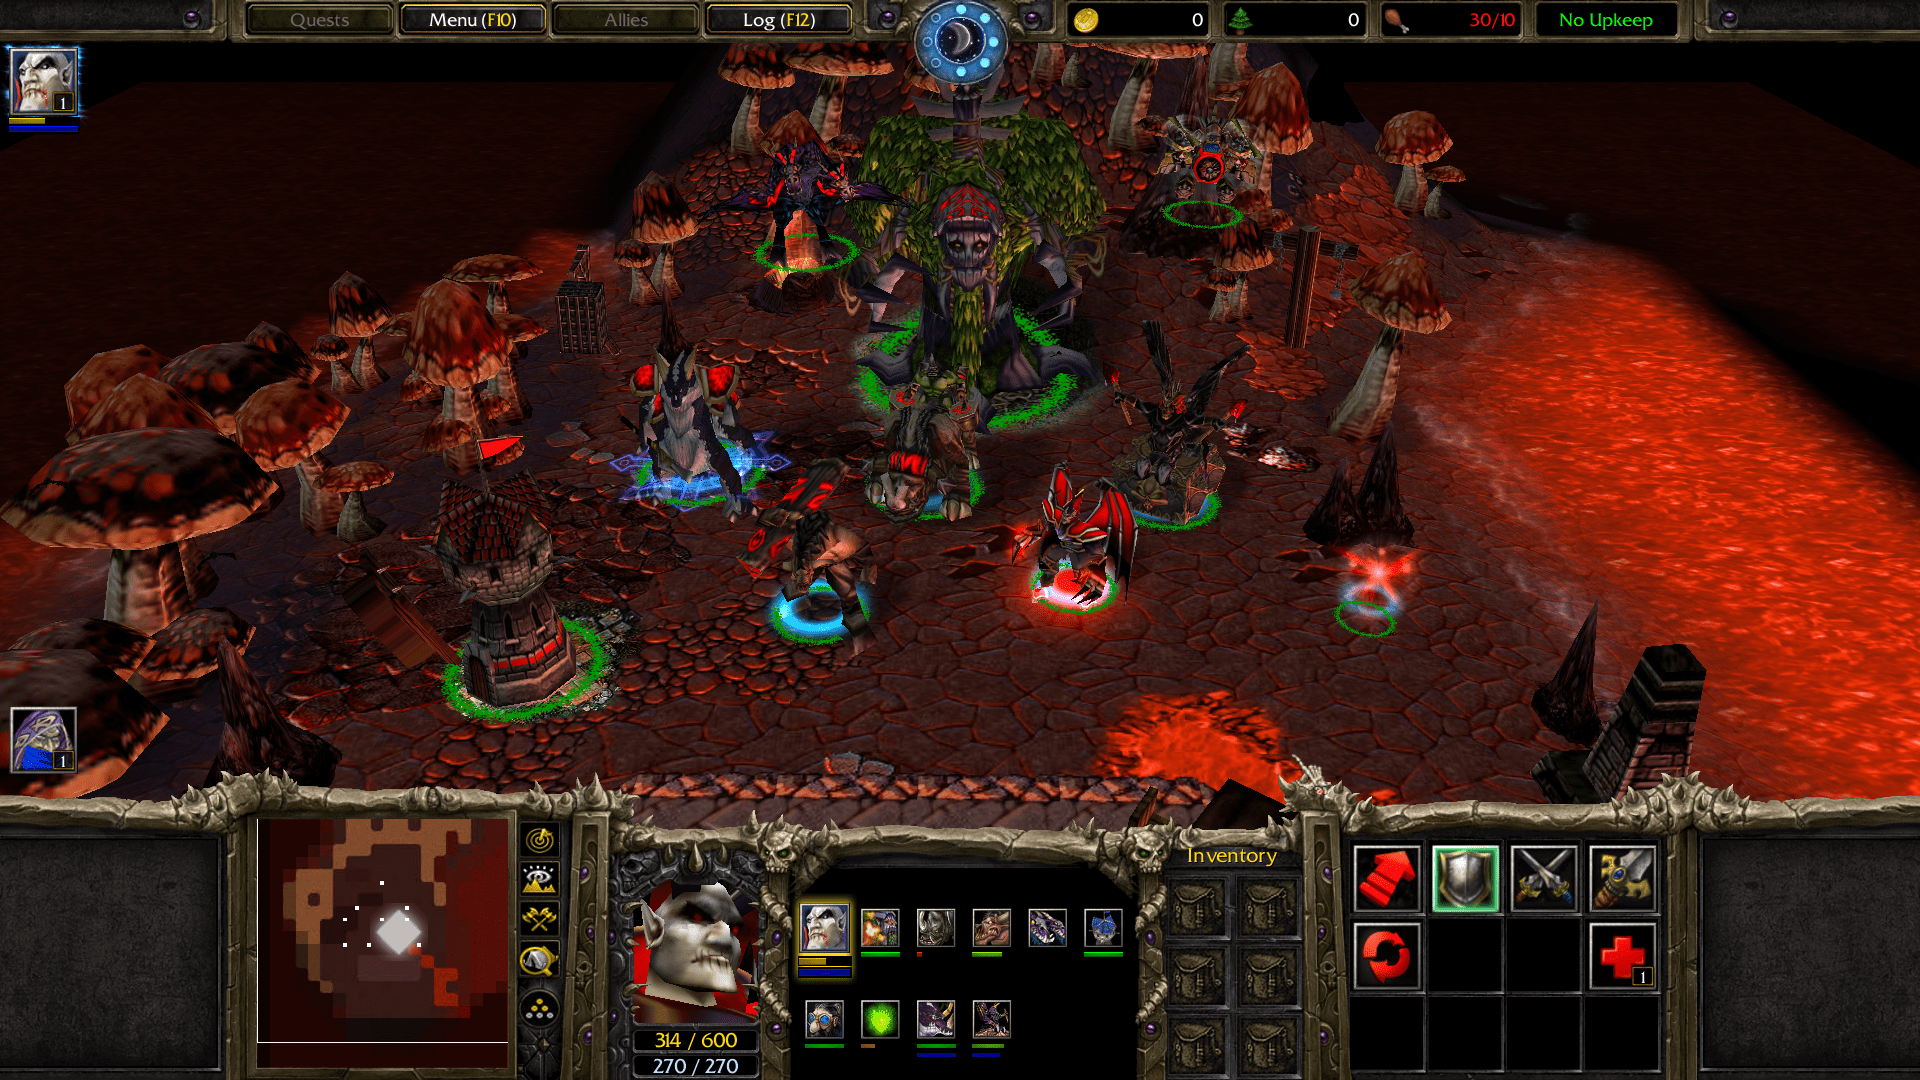 Quests Menu (F10) Allies Log (F12) 0 0 30/10 No Upkeep
1
1
Inventory
1
314 / 600
270 / 270